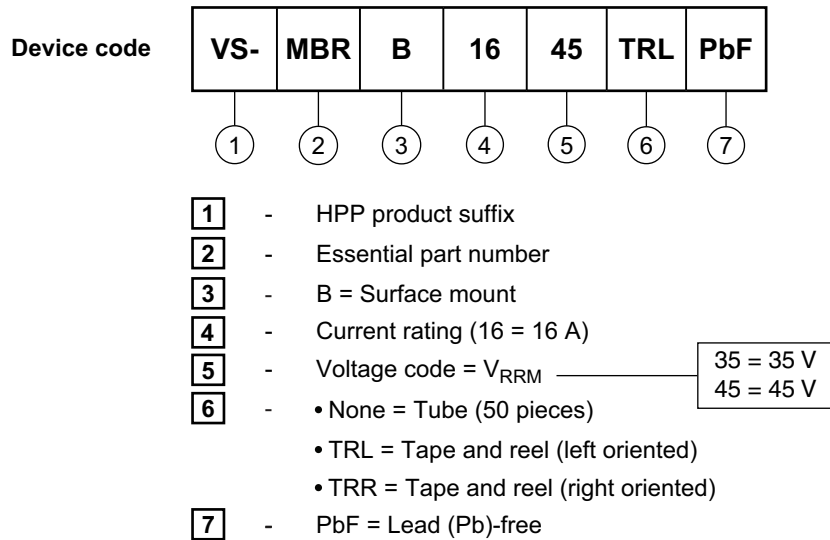 Device code VS- MBR B 16 45 TRL PbF
1 2 3 4 5 6 7
1 - HPP product suffix
2 - Essential part number
3 - B = Surface mount
4 - Current rating (16 = 16 A)
5 - Voltage code = VRRM
35 = 35 V
45 = 45 V
6 - • None = Tube (50 pieces)
• TRL = Tape and reel (left oriented)
• TRR = Tape and reel (right oriented)
7 - PbF = Lead (Pb)-free